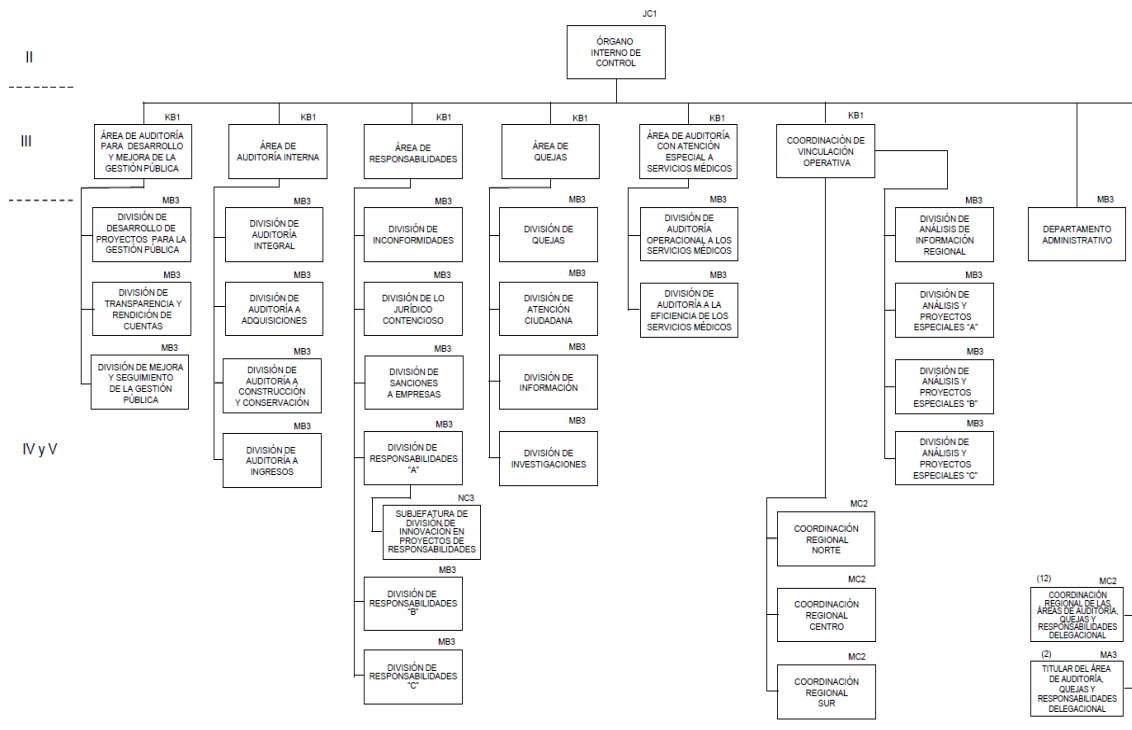 JC1
ÓRGANO
INTERNO DE
CONTROL
II
III
IV y V
KB1
ÁREA DE AUDITORÍA
PARA DESARROLLO
Y MEJORA DE LA
GESTIÓN PÚBLICA
MB3
DIVISIÓN DE
DESARROLLO DE
PROYECTOS PARA LA
GESTIÓN PÚBLICA
MB3
DIVISIÓN DE
TRANSPARENCIA Y
RENDICIÓN DE
CUENTAS
MB3
DIVISIÓN DE MEJORA
Y SEGUIMIENTO
DE LA GESTIÓN
PÚBLICA
KB1
ÁREA DE
AUDITORÍA INTERNA
MB3
DIVISIÓN DE
AUDITORÍA
INTEGRAL
MB3
DIVISIÓN DE
AUDITORÍA A
ADQUISICIONES
MB3
DIVISIÓN DE
AUDITORÍA A
CONSTRUCCIÓN
Y CONSERVACIÓN
MB3
DIVISIÓN DE
AUDITORÍA A
INGRESOS
KB1
ÁREA DE
RESPONSABILIDADES
MB3
DIVISIÓN DE
INCONFORMIDADES
MB3
DIVISIÓN DE LO
JURÍDICO
CONTENCIOSO
MB3
DIVISIÓN DE
SANCIONES
A EMPRESAS
MB3
DIVISIÓN DE
RESPONSABILIDADES
"A"
NC3
SUBJEFATURA DE
DIVISIÓN DE
INNOVACIÓN EN
PROYECTOS DE
RESPONSABILIDADES
MB3
DIVISIÓN DE
RESPONSABILIDADES
"B"
MB3
DIVISIÓN DE
RESPONSABILIDADES
"C"
KB1
ÁREA DE
QUEJAS
MB3
DIVISIÓN DE
QUEJAS
MB3
DIVISIÓN DE
ATENCIÓN
CIUDADANA
MB3
DIVISIÓN DE
INFORMACIÓN
MB3
DIVISIÓN DE
INVESTIGACIONES
KB1
ÁREA DE AUDITORÍA
CON ATENCIÓN
ESPECIAL A
SERVICIOS MÉDICOS
MB3
DIVISIÓN DE
AUDITORÍA
OPERACIONAL A LOS
SERVICIOS MÉDICOS
MB3
DIVISIÓN DE
AUDITORÍA A LA
EFICIENCIA DE LOS
SERVICIOS MÉDICOS
KB1
COORDINACIÓN DE
VINCULACIÓN
OPERATIVA
MC2
COORDINACIÓN
REGIONAL
NORTE
MC2
COORDINACIÓN
REGIONAL
CENTRO
MC2
COORDINACIÓN
REGIONAL
SUR
MB3
DIVISIÓN DE
ANÁLISIS DE
INFORMACIÓN
REGIONAL
MB3
DIVISIÓN DE
ANÁLISIS Y
PROYECTOS
ESPECIALES "A"
MB3
DIVISIÓN DE
ANÁLISIS Y
PROYECTOS
ESPECIALES "B"
MB3
DIVISIÓN DE
ANÁLISIS Y
PROYECTOS
ESPECIALES "C"
MB3
DEPARTAMENTO
ADMINISTRATIVO
(12) MC2
COORDINACIÓN
REGIONAL DE LAS
ÁREAS DE AUDITORÍA,
QUEJAS Y
RESPONSABILIDADES
DELEGACIONAL
(2) MA3
TITULAR DEL ÁREA
DE AUDITORÍA,
QUEJAS Y
RESPONSABILIDADES
DELEGACIONAL